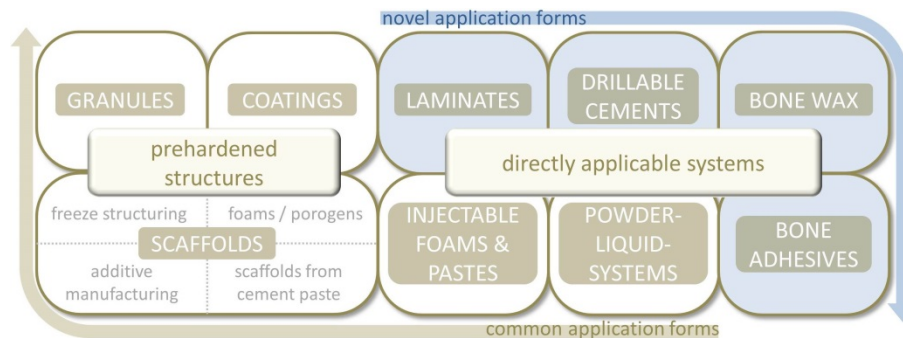 novel application forms
GRANULES
COATINGS
LAMINATES
DRILLABLE
CEMENTS
BONE WAX
prehardened
structures
directly applicable systems
freeze structuring
foams / porogens
SCAFFOLDS
additive
manufacturing
scaffolds from
cement paste
INJECTABLE
FOAMS &
PASTES
POWDER-
LIQUID-
SYSTEMS
BONE
ADHESIVES
common application forms